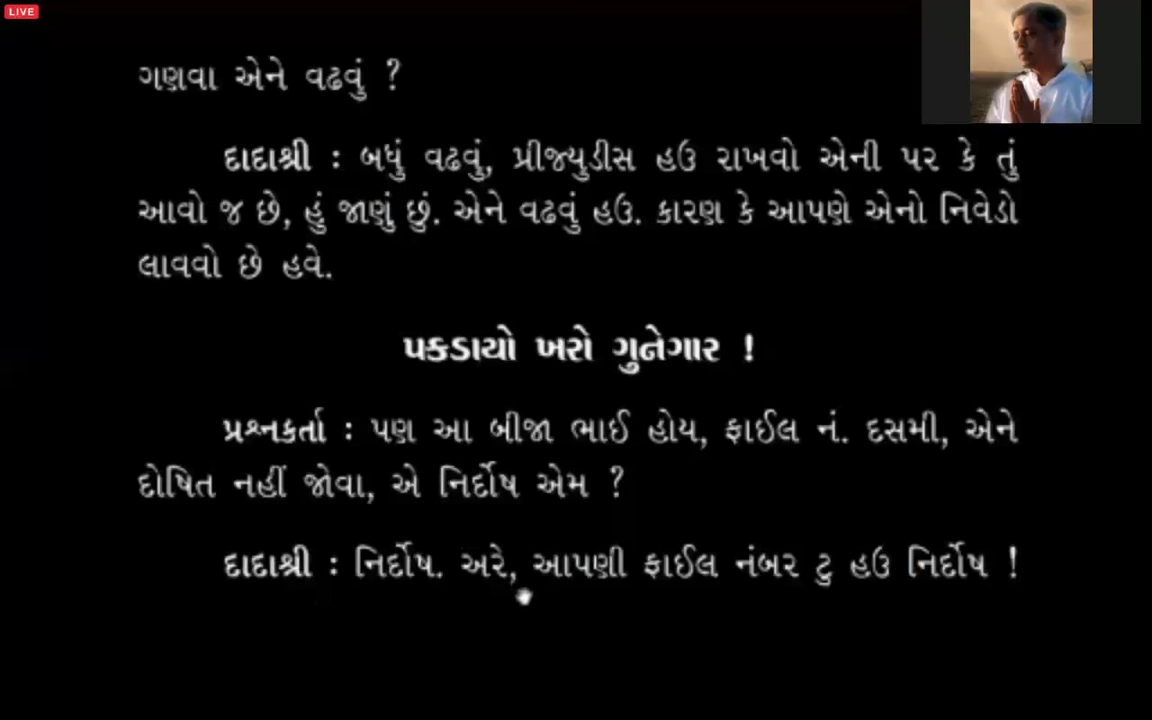 LIVE
ગણવા એને વઢવું ?
દાદાશ્રી : બધું વઢવું, પ્રીજ્યુડીસ હઉ રાખવો એની પર કે તું
આવો જ છે, હું જાણું છું. એને વઢવું હઉ. કારણ કે આપણે એનો નિવેડો
લાવવો છે હવે.
પકડાયો ખરો ગુનેગાર !
પ્રશ્નકર્તા : પણ આ બીજા ભાઈ હોય, ફાઈલ નં. દસમી, એને
દોષિત નહીં જોવા, એ નિર્દોષ એમ ?
દાદાશ્રી : નિર્દોષ. અરે, આપણી ફાઈલ નંબર ટુ હઉ નિર્દોષ !